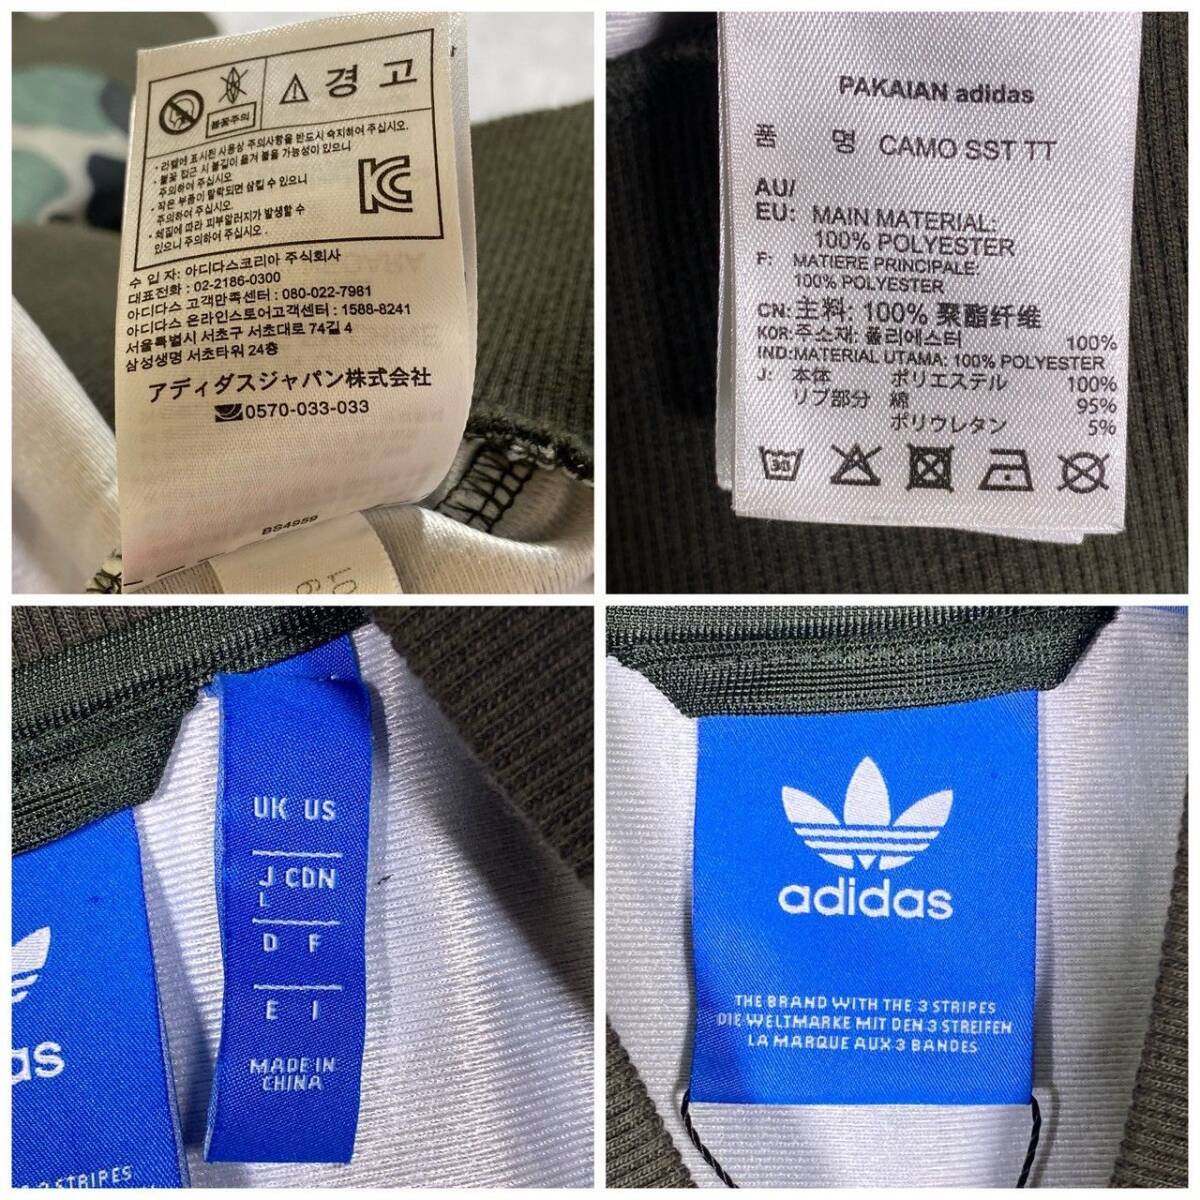 경고
불꽃주의
• 라벨에 표시된 사용상 주의사항을 반드시 숙지하여 주십시오.
• 불꽃 접근 시 불길이 옮겨 붙을 가능성이 있으니
주의하여 주십시오
• 작은 부품이 탈락되면 삼킬 수 있으니
주의하여 주십시오.
• 체질에 따라 피부알러지가 발생할 수
있으니 주의하여 주십시오.
수 입 자: 아디다스코리아 주식회사
대표전화 : 02-2186-0300
아디다스 고객만족센터 : 080-022-7981
아디다스 온라인스토어고객센터 : 1588-8241
서울특별시 서초구 서초대로 74길 4
삼성생명 서초타워 24층
アディダスジャパン株式会社
0570-033-033
BS4959
PAKAIAN adidas
품 명 CAMO SST TT
AU/
EU: MAIN MATERIAL:
100% POLYESTER
F: MATIERE PRINCIPALE:
100% POLYESTER
CN: 主料: 100% 聚酯纤维
KOR: 주소재: 폴리에스터 100%
IND: MATERIAL UTAMA: 100% POLYESTER
J: 本体 ポリエステル 100%
リブ部分 綿 95%
ポリウレタン 5%
30
UK US
J CDN
L
D F
E I
MADE IN
CHINA
as
3 STRIPES
adidas
THE BRAND WITH THE 3 STRIPES
DIE WELTMARKE MIT DEN 3 STREIFEN
LA MARQUE AUX 3 BANDES